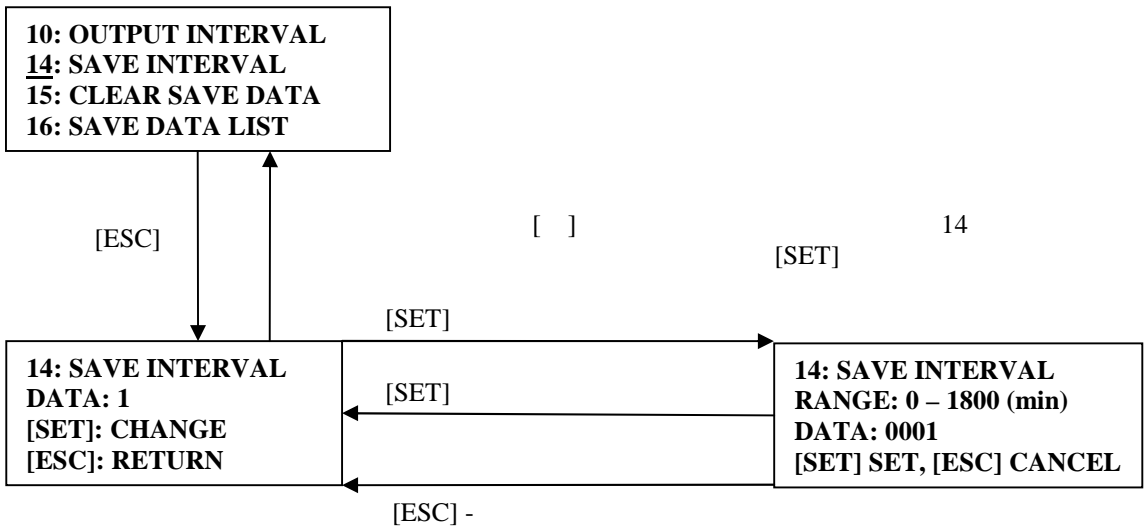 10: OUTPUT INTERVAL
14: SAVE INTERVAL
15: CLEAR SAVE DATA
16: SAVE DATA LIST
[ESC]
[ ] 14
[SET]
[SET]
14: SAVE INTERVAL
DATA: 1
[SET]: CHANGE
[ESC]: RETURN
[SET]
14: SAVE INTERVAL
RANGE: 0 – 1800 (min)
DATA: 0001
[SET] SET, [ESC] CANCEL
[ESC] -